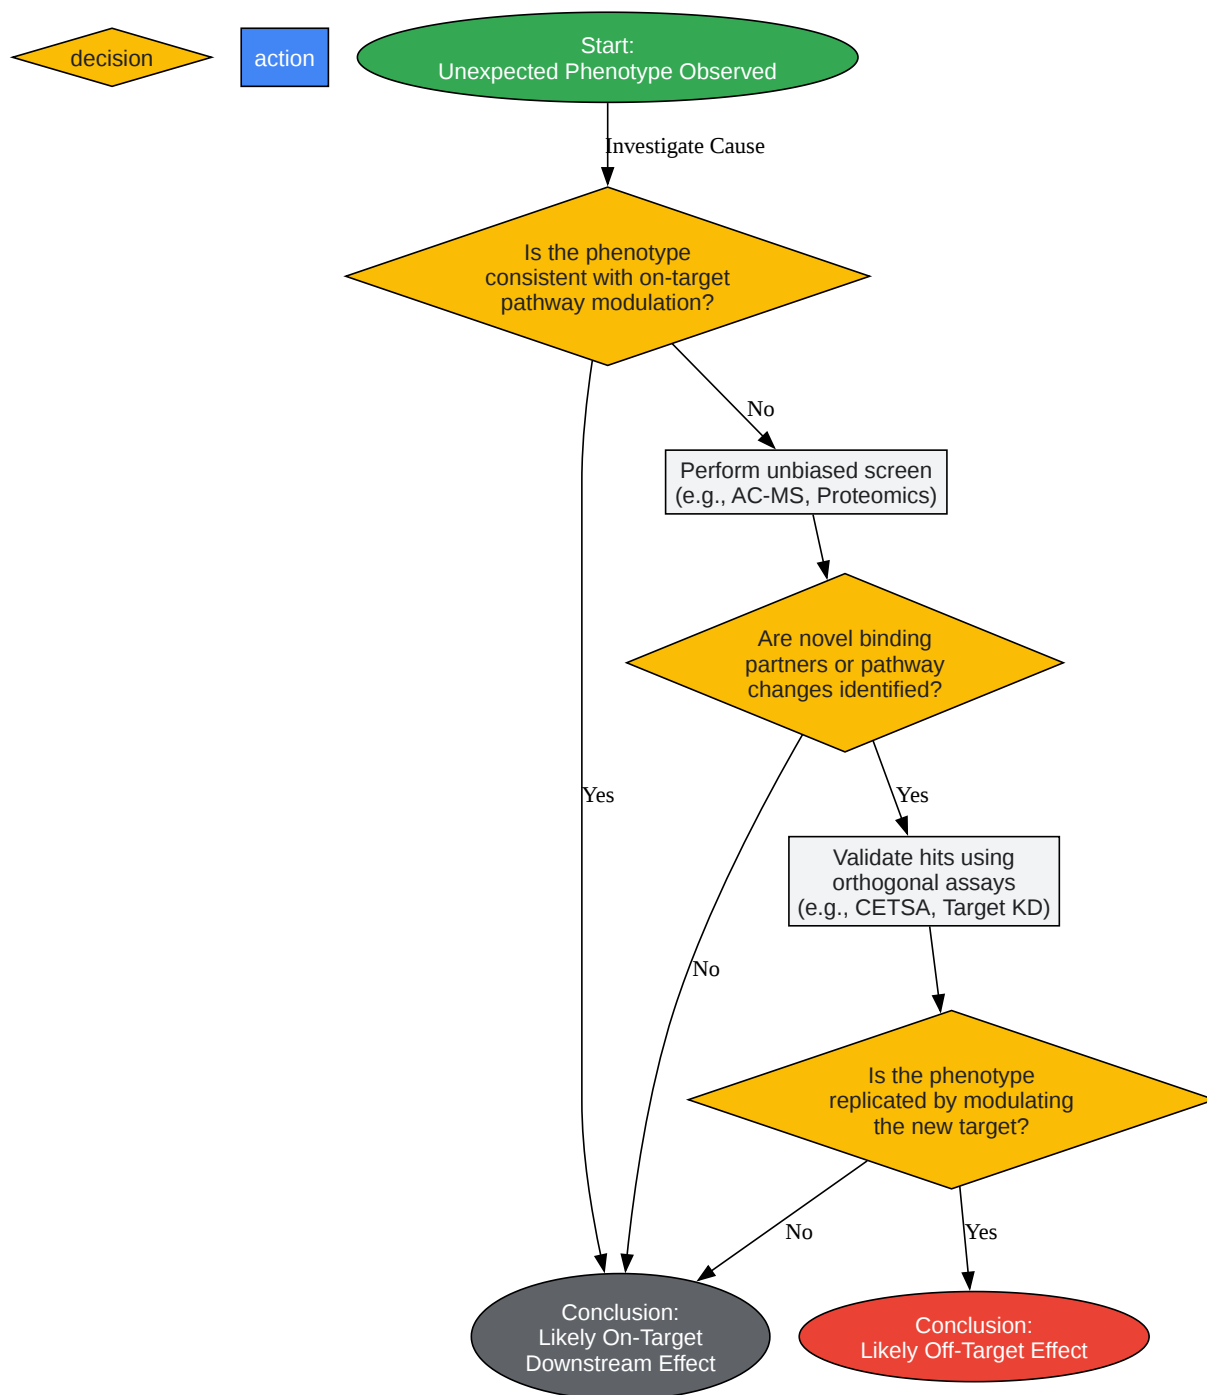 decision
action
Start:
Unexpected Phenotype Observed
Investigate Cause
Is the phenotype
consistent with on-target
pathway modulation?
No
Perform unbiased screen
(e.g., AC-MS, Proteomics)
Are novel binding
partners or pathway
changes identified?
Yes
Yes
Validate hits using
orthogonal assays
(e.g., CETSA, Target KD)
No
Is the phenotype
replicated by modulating
the new target?
No
Yes
Conclusion:
Likely On-Target
Downstream Effect
Conclusion:
Likely Off-Target Effect